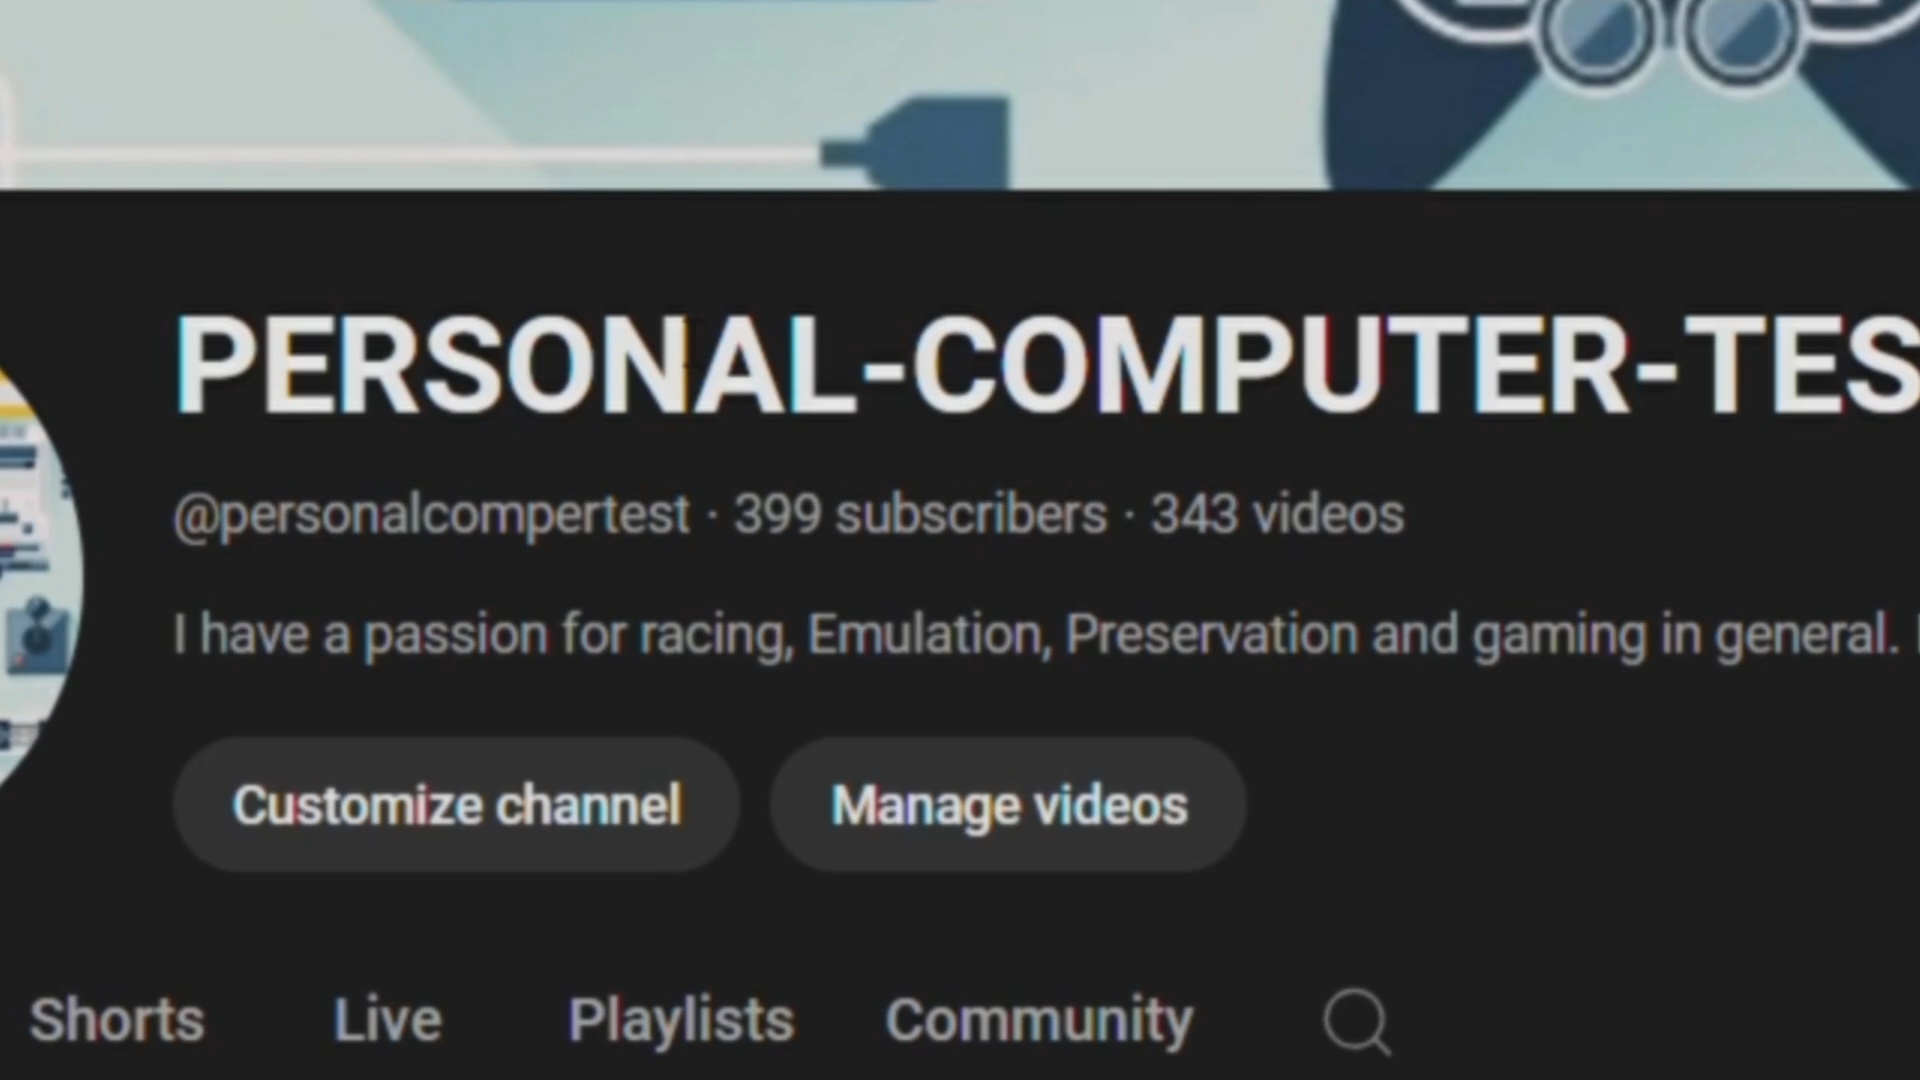 PERSONAL-COMPUTER-TES
@personalcompertest · 399 subscribers · 343 videos
I have a passion for racing, Emulation, Preservation and gaming in general.
Customize channel Manage videos
Shorts Live Playlists Community